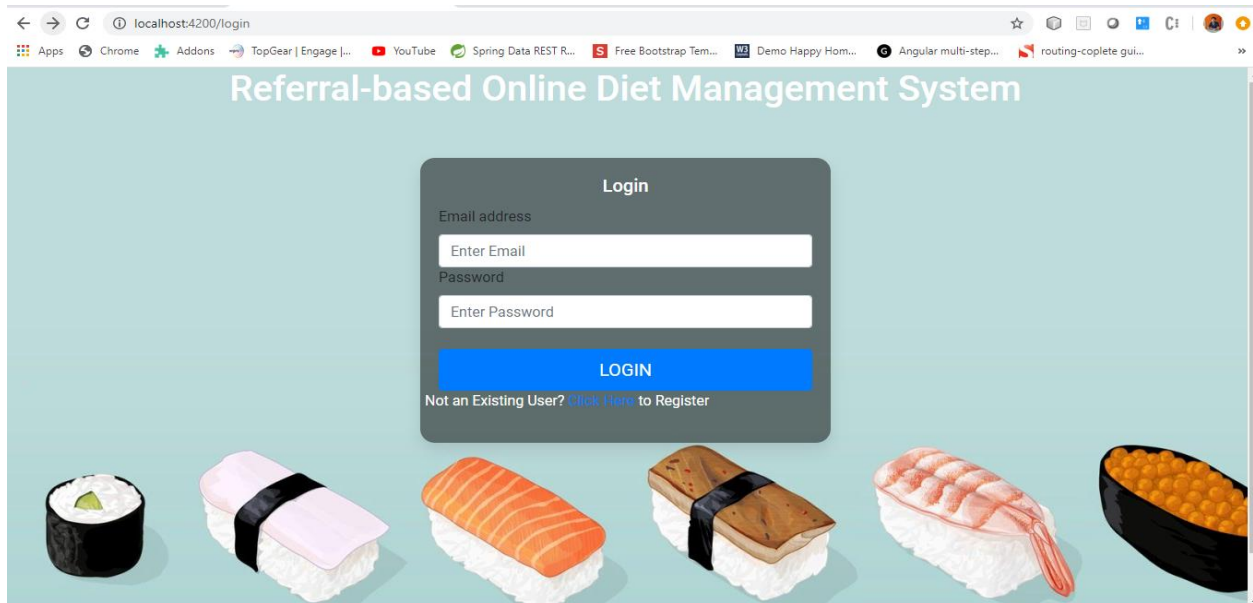 localhost:4200/login
Apps Chrome Addons TopGear | Engage |... YouTube Spring Data REST R... S Free Bootstrap Tem... W3 Demo Happy Hom... G Angular multi-step... routing-coplete gui... »
Referral-based Online Diet Management System
Login
Email address
Enter Email
Password
Enter Password
LOGIN
Not an Existing User? Click Here to Register